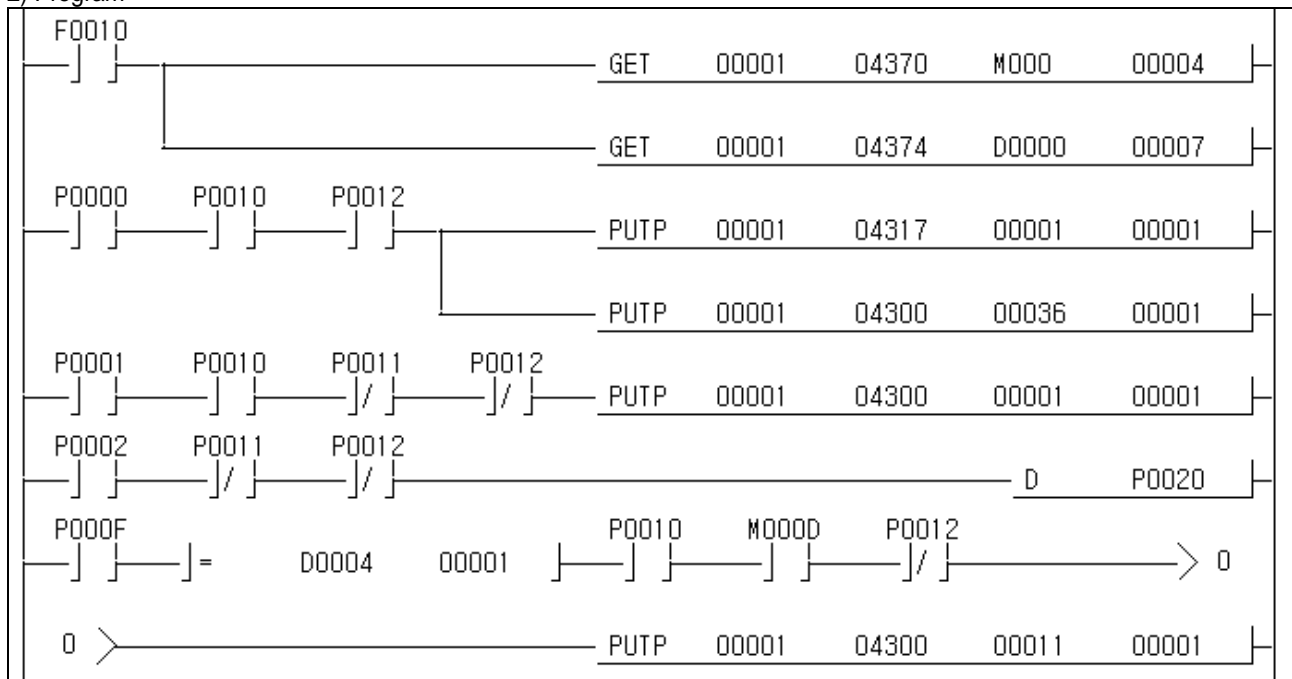 2) Program
F0010
GET 00001 04370 M000 00004
GET 00001 04374 D0000 00007
P0000 P0010 P0012
PUTP 00001 04317 00001 00001
PUTP 00001 04300 00036 00001
P0001 P0010 P0011 P0012
PUTP 00001 04300 00001 00001
P0002 P0011 P0012
D P0020
P000F P0010 M000D P0012
= D0004 00001 0
0 PUTP 00001 04300 00011 00001